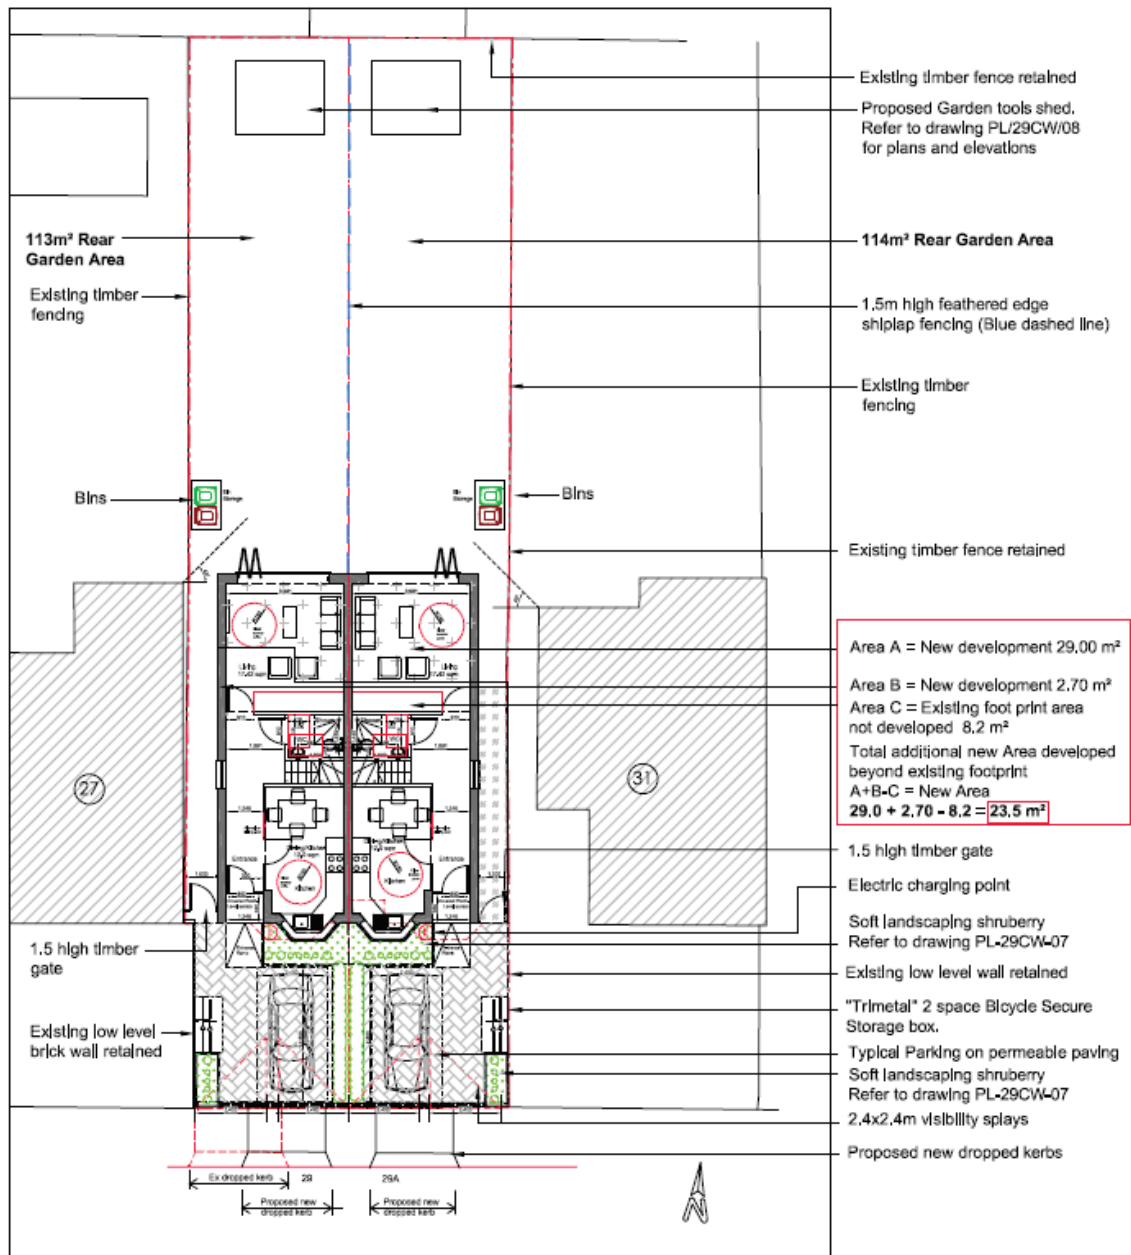 Existing timber fence retained
Proposed Garden tools shed.
Refer to drawing PL/29CW/08
for plans and elevations
113m² Rear
Garden Area
114m² Rear Garden Area
Existing timber
fencing
1.5m high feathered edge
shiplap fencing (Blue dashed line)
Existing timber
fencing
Bins
Bin
Storage
Bin
Storage
Bins
Existing timber fence retained
Area A = New development 29.00 m²
Area B = New development 2.70 m²
Area C = Existing foot print area
not developed 8.2 m²
Total additional new Area developed
beyond existing footprint
A+B-C = New Area
29.0 + 2.70 - 8.2 = 23.5 m²
Living
Living
27
31
Kitchen
Kitchen
Entrance
Entrance
1.5 high timber gate
Electric charging point
Soft landscaping shruberry
Refer to drawing PL-29CW-07
1.5 high timber
gate
Existing low level wall retained
"Trimetal" 2 space Bicycle Secure
Storage box.
Existing low level
brick wall retained
Typical Parking on permeable paving
Soft landscaping shruberry
Refer to drawing PL-29CW-07
2.4x2.4m visibility splays
Proposed new dropped kerbs
Ex dropped kerb
29
29A
Proposed new
dropped kerb
Proposed new
dropped kerb